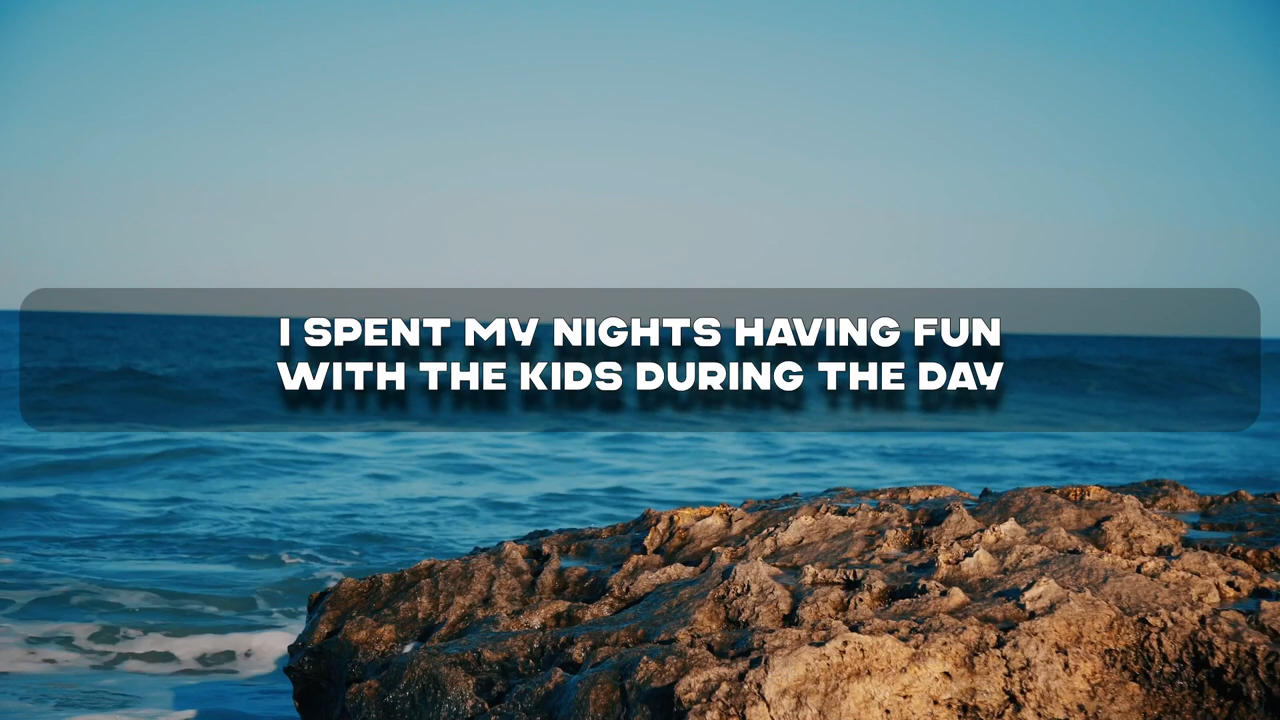 I SPENT MY NIGHTS HAVING FUN
WITH THE KIDS DURING THE DAY